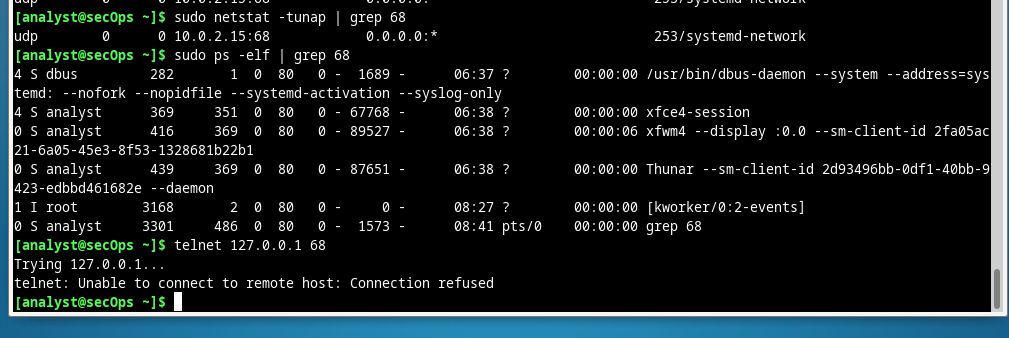 udp 0 0 10.0.2.15:68 0.0.0.0:* 253/systemd-network
[analyst@secOps ~]$ sudo netstat -tunap | grep 68
udp 0 0 10.0.2.15:68 0.0.0.0:* 253/systemd-network
[analyst@secOps ~]$ sudo ps -elf | grep 68
4 S dbus 282 1 0 80 0 - 1689 - 06:37 ? 00:00:00 /usr/bin/dbus-daemon --system --address=sys
temd: --nofork --nopidfile --systemd-activation --syslog-only
4 S analyst 369 351 0 80 0 - 67768 - 06:38 ? 00:00:00 xfce4-session
0 S analyst 416 369 0 80 0 - 89527 - 06:38 ? 00:00:06 xfwm4 --display :0.0 --sm-client-id 2fa05ac
21-6a05-45e3-8f53-1328681b22b1
0 S analyst 439 369 0 80 0 - 87651 - 06:38 ? 00:00:00 Thunar --sm-client-id 2d93496bb-0df1-40bb-9
423-edbbd461682e --daemon
1 I root 3168 2 0 80 0 - 0 - 08:27 ? 00:00:00 [kworker/0:2-events]
0 S analyst 3301 486 0 80 0 - 1573 - 08:41 pts/0 00:00:00 grep 68
[analyst@secOps ~]$ telnet 127.0.0.1 68
Trying 127.0.0.1...
telnet: Unable to connect to remote host: Connection refused
[analyst@secOps ~]$